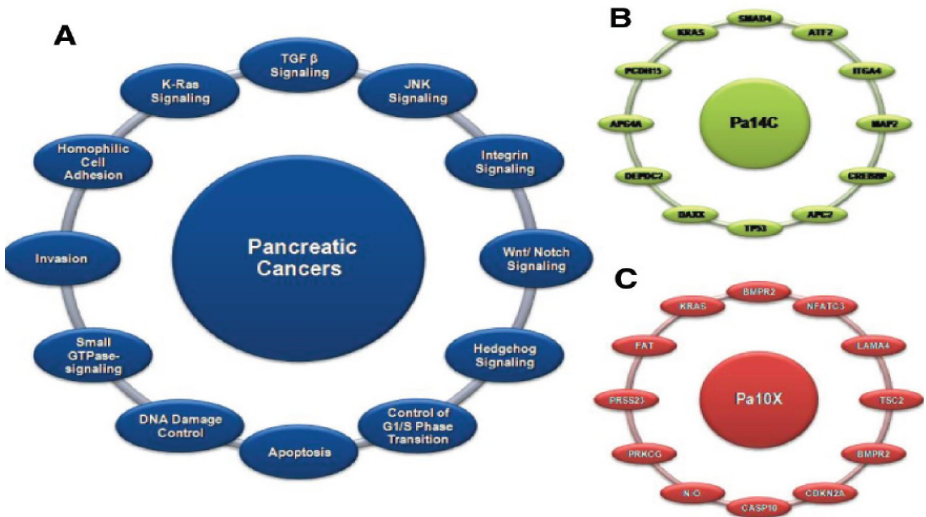 A
TGF β
Signaling
JNK
Signaling
Integrin
Signaling
Wnt/ Notch
Signaling
Hedgehog
Signaling
Control of
G1/S Phase
Transition
Apoptosis
DNA Damage
Control
Small
GTPase-
signaling
Invasion
Homophilic
Cell
Adhesion
K-Ras
Signaling
Pancreatic
Cancers
B
SMAD4
ATF2
ITGA4
MAP2
CREBBP
APC2
TP53
DAXX
DEPDC2
APG4A
PCDH15
KRAS
Pa14C
C
BMPR2
NFATC3
LAMA4
TSC2
BMPR2
CDKN2A
CASP10
PRKCG
PRSS23
FAT
KRAS
Pa10X